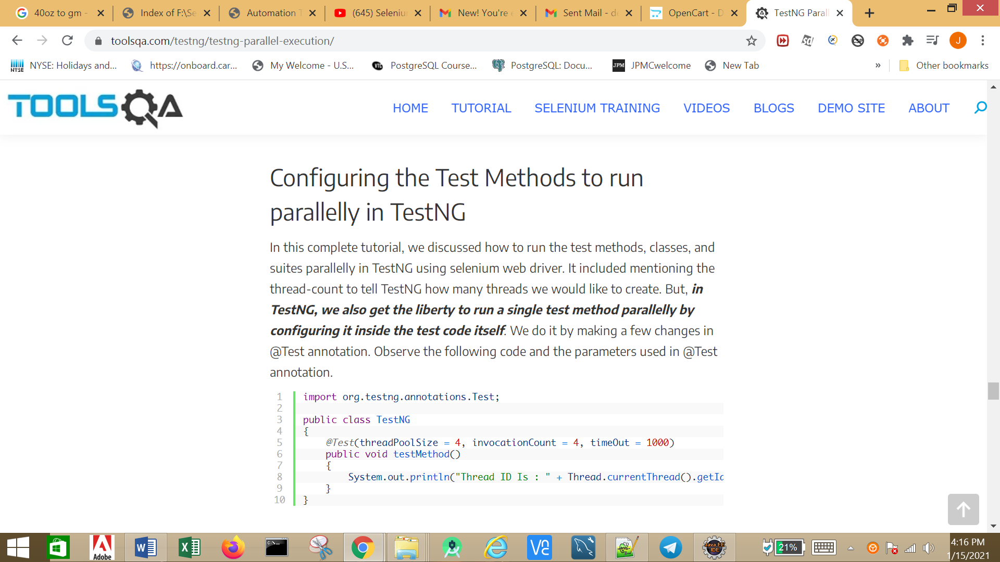 40oz to gm -
Index of F:\Se
Automation T
(645) Seleniu
New! You're e
Sent Mail - de
OpenCart - D
TestNG Parall
toolsqa.com/testng/testng-parallel-execution/
J
NYSE: Holidays and...
https://onboard.car...
My Welcome - U.S...
PostgreSQL Course...
PostgreSQL: Docu...
JPMCwelcome
New Tab
»
Other bookmarks
TOOLSQA
HOME
TUTORIAL
SELENIUM TRAINING
VIDEOS
BLOGS
DEMO SITE
ABOUT
Configuring the Test Methods to run
parallelly in TestNG
In this complete tutorial, we discussed how to run the test methods, classes, and
suites parallelly in TestNG using selenium web driver. It included mentioning the
thread-count to tell TestNG how many threads we would like to create. But, in
TestNG, we also get the liberty to run a single test method parallelly by
configuring it inside the test code itself. We do it by making a few changes in
@Test annotation. Observe the following code and the parameters used in @Test
annotation.
1 import org.testng.annotations.Test;
2
3 public class TestNG
4 {
5 @Test(threadPoolSize = 4, invocationCount = 4, timeOut = 1000)
6 public void testMethod()
7 {
8 System.out.println("Thread ID Is : " + Thread.currentThread().getId
9 }
10 }
Adobe
Java EE
IDE
21%
4:16 PM
1/15/2021